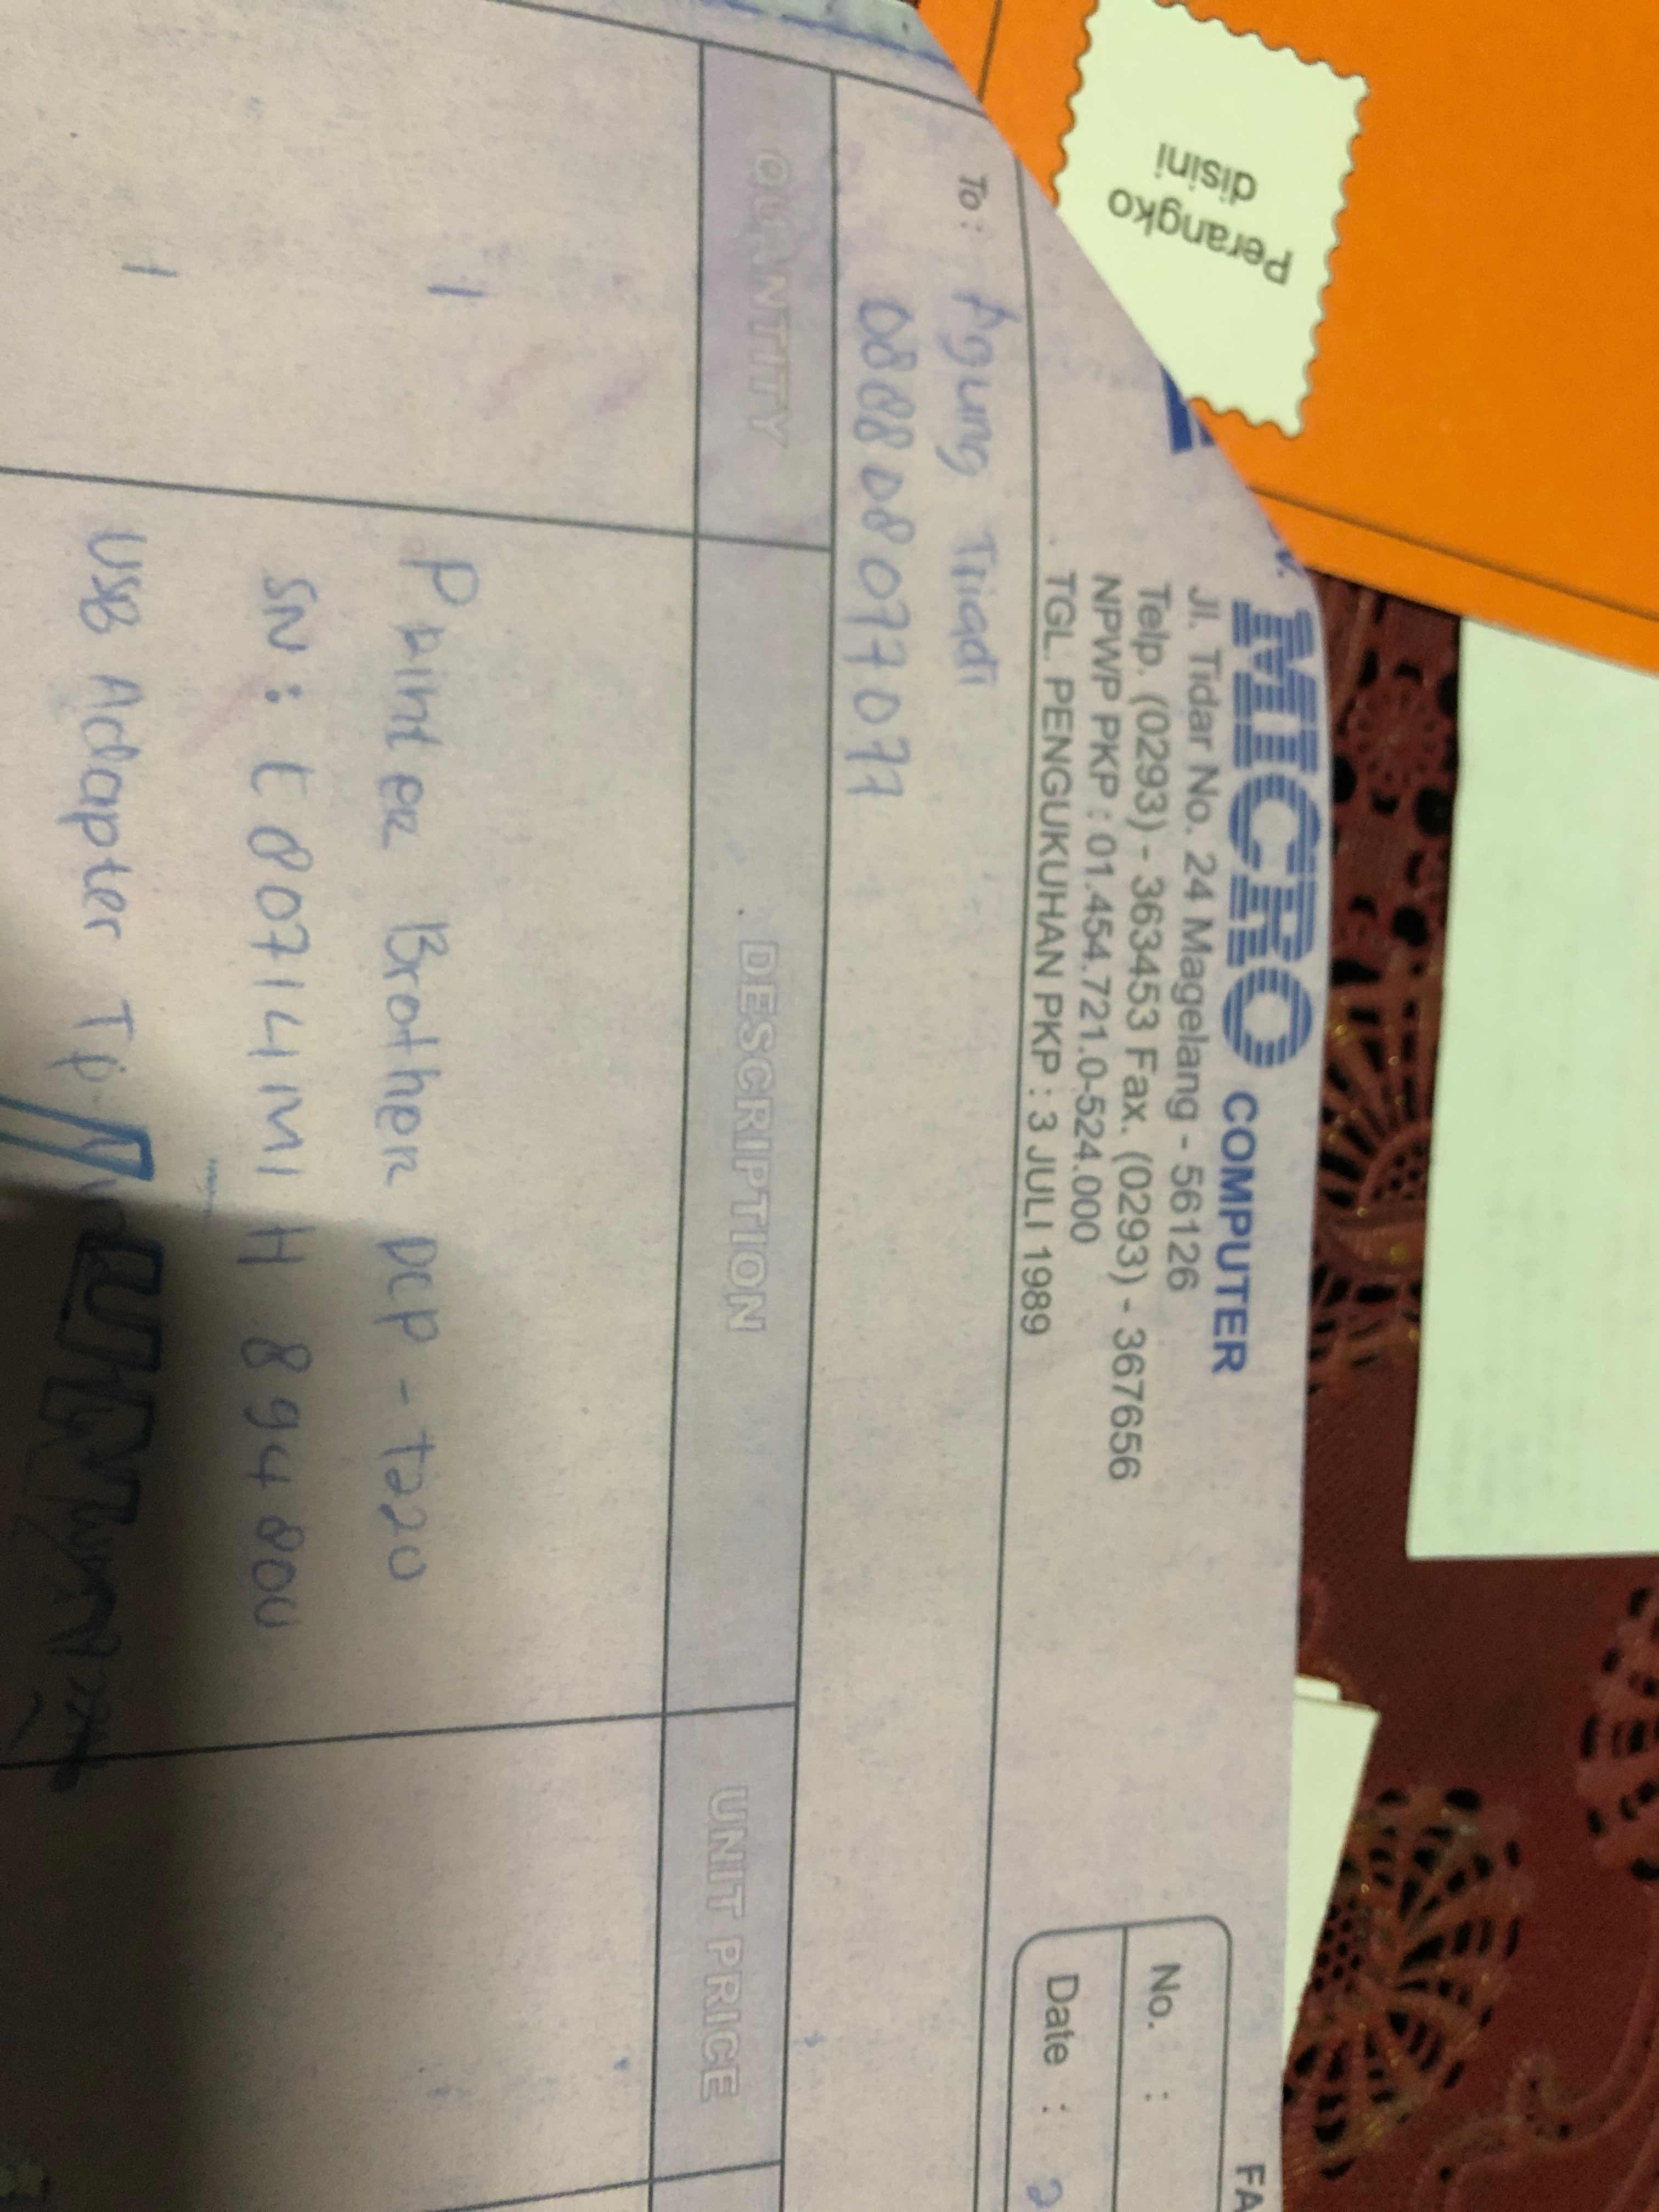 Perangko
disini
MICRO COMPUTER
Jl. Tidar No. 24 Magelang - 56126
Telp. (0293) - 363453 Fax. (0293) - 367656
NPWP PKP : 01.454.721.0-524.000
TGL. PENGUKUHAN PKP : 3 JULI 1989
FA
No. :
Date : 2
To : Agung Triadi
088808077077
QUANTITY DESCRIPTION UNIT PRICE
1 Printer Brother DCP - T220
SN : E80714M1H894800
1 USB Adapter Tp